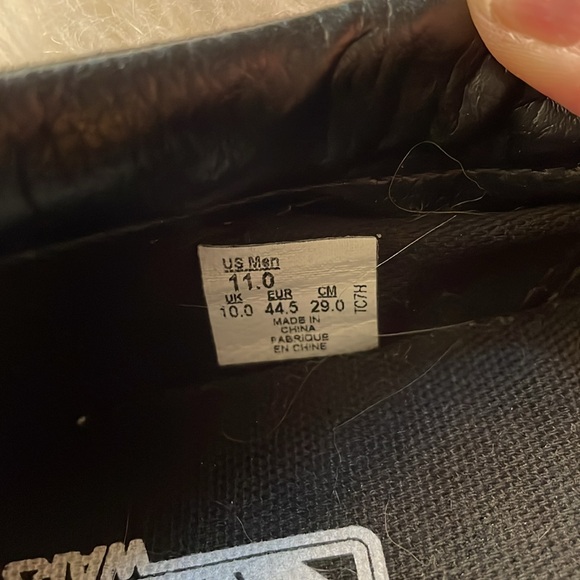 US Men
11.0
UK EUR CM
10.0 44.5 29.0
MADE IN
CHINA
FABRIQUE
EN CHINE
TC7H
WARS